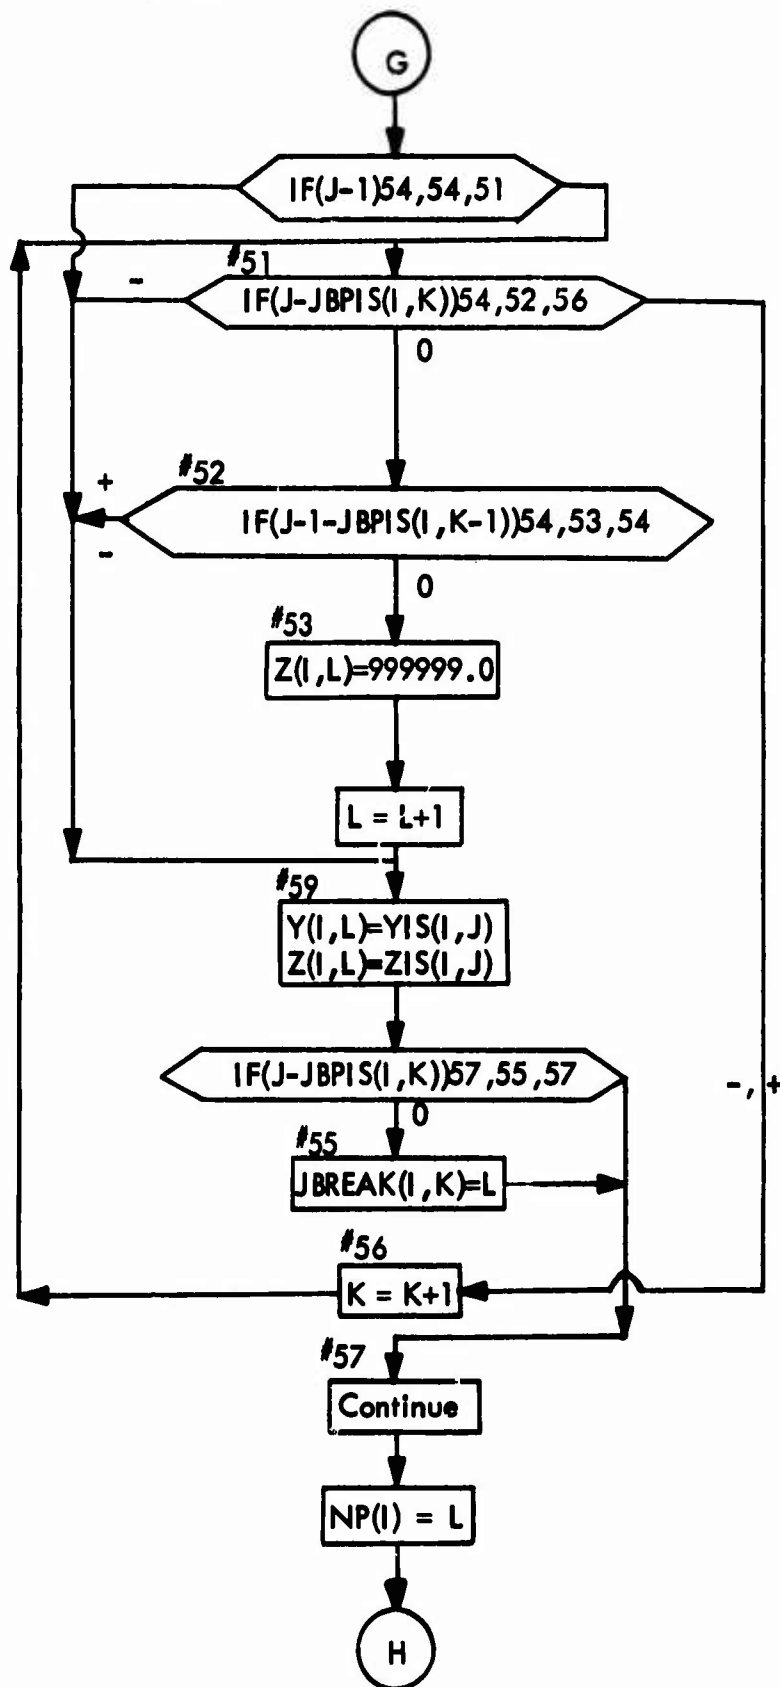 G
IF(J-1)54,54,51
#51
-
IF(J-JBPIS(I,K))54,52,56
0
#52
+
IF(J-1-JBPIS(I,K-1))54,53,54
-
0
#53
Z(I,L)=999999.0
L = L+1
#59
Y(I,L)=YIS(I,J)
Z(I,L)=ZIS(I,J)
IF(J-JBPIS(I,K))57,55,57
-,+
0
#55
JBREAK(I,K)=L
#56
K = K+1
#57
Continue
NP(I) = L
H